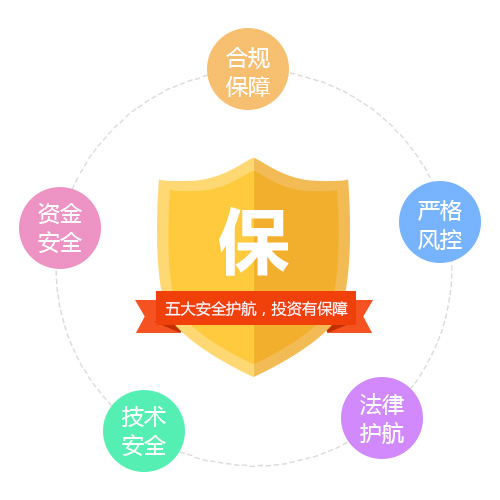 合规
保障
资金
安全
严格
风控
保
五大安全护航，投资有保障
技术
安全
法律
护航